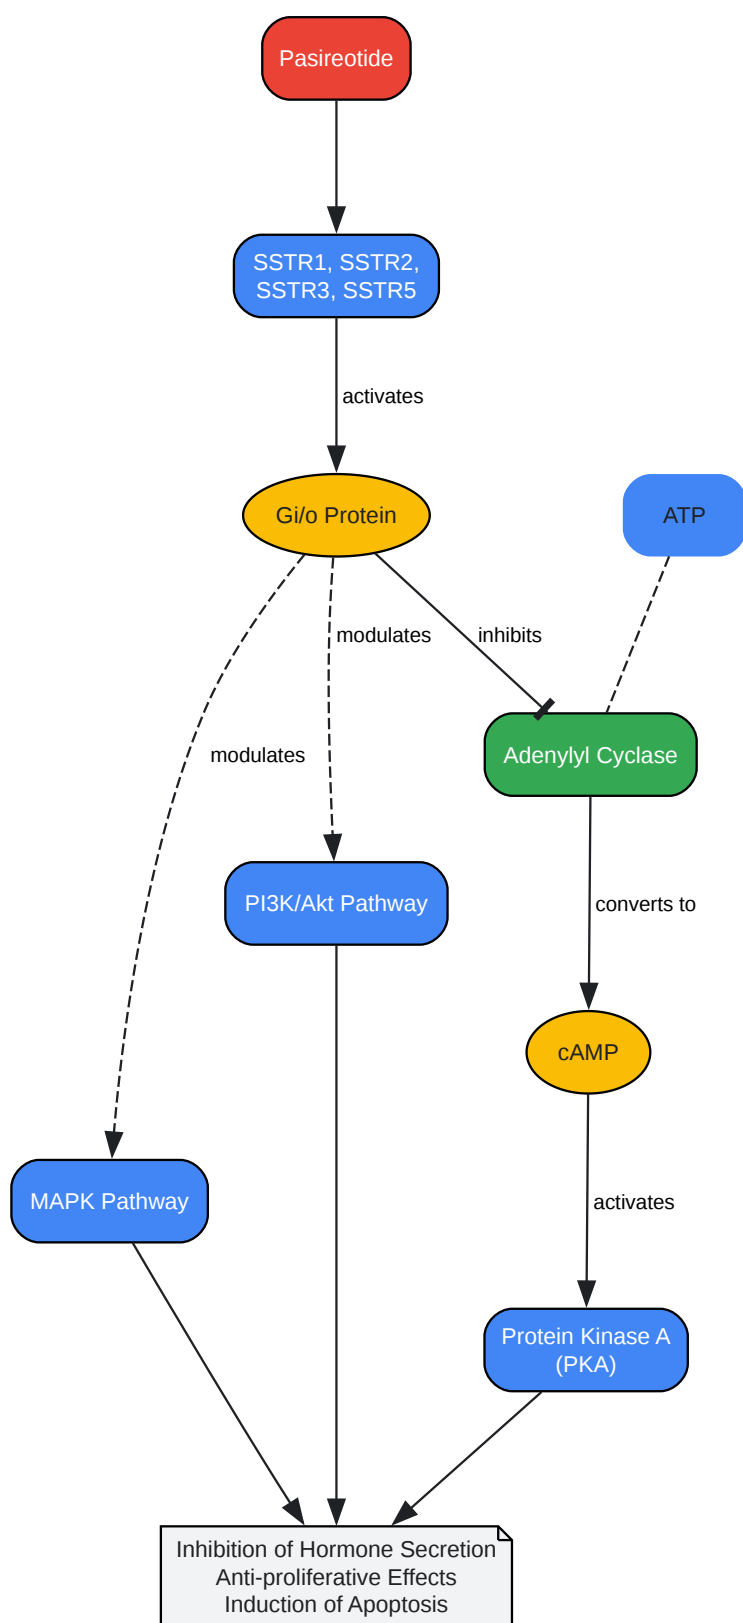 Pasireotide
SSTR1, SSTR2,
SSTR3, SSTR5
activates
Gi/o Protein
ATP
modulates
inhibits
modulates
Adenylyl Cyclase
PI3K/Akt Pathway
converts to
cAMP
MAPK Pathway
activates
Protein Kinase A
(PKA)
Inhibition of Hormone Secretion
Anti-proliferative Effects
Induction of Apoptosis